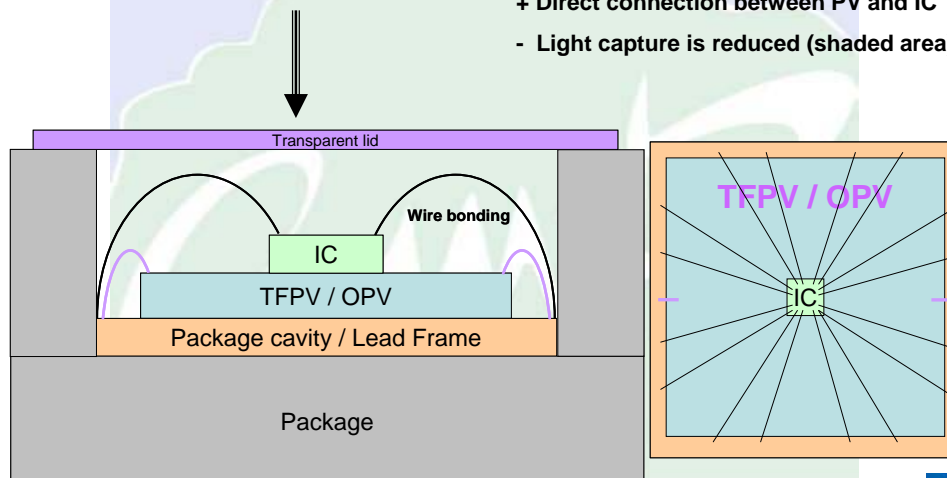 + Direct connection between PV and IC
- Light capture is reduced (shaded area
Transparent lid
Wire bonding
IC
TFPV / OPV
Package cavity / Lead Frame
Package
TFPV / OPV
IC